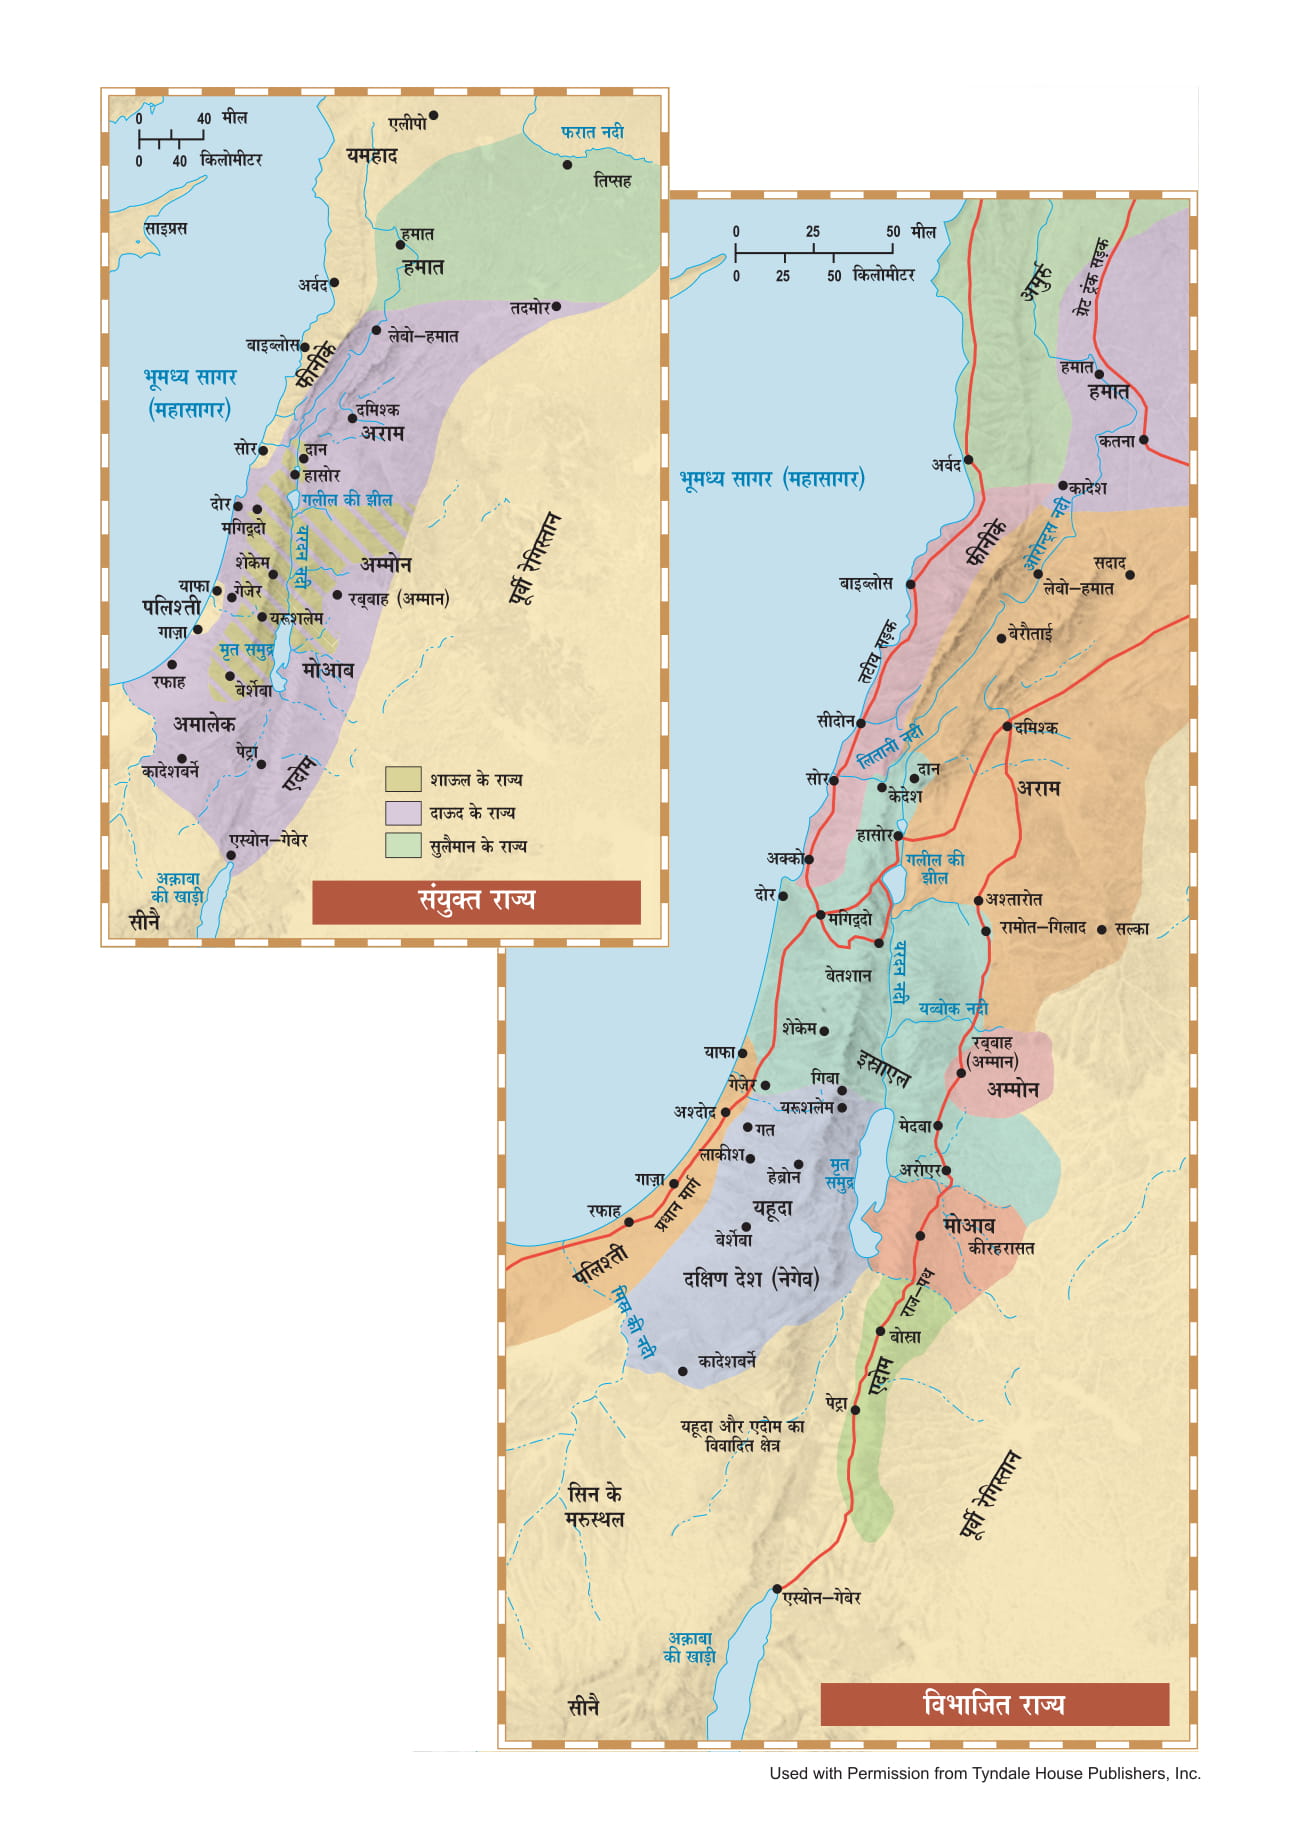 0 40 मील
0 40 किलोमीटर
एलीपो
यमहाद
फरात नदी
तिप्सह
साइप्रस
हमात
हमात
अर्वद
तदमोर
लेबो–हमात
बाइब्लोस
फीनीके
भूमध्य सागर
(महासागर)
दमिश्क
अराम
सोर
दान
हासोर
गलील की झील
दोर
मगिद्‌दो
यरदन नदी
शेकेम
अम्मोन
पूर्वी रेगिस्तान
याफा
गेजेर
रब्‌बाह (अम्मान)
पलिश्ती
यरूशलेम
गाज़ा
मृत समुद्र
मोआब
रफाह
बेर्शेबा
अमालेक
पेट्रा
कादेशबर्ने
एदोम
शाऊल के राज्य
दाऊद के राज्य
सुलैमान के राज्य
एस्योन–गेबेर
अक़ाबा
की खाड़ी
सीनै
संयुक्त राज्य
0 25 50 मील
0 25 50 किलोमीटर
अमुर्रु
ग्रेट ट्रंक सड़क
हमात
हमात
कतना
अर्वद
भूमध्य सागर (महासागर)
कादेश
फीनीके
ओरोन्ट्स नदी
बाइब्लोस
सदाद
लेबो–हमात
बेरौताई
तटीय सड़क
सीदोन
दमिश्क
लितानी नदी
सोर
दान
केदेश
अराम
हासोर
अक्को
गलील की
झील
दोर
अश्तारोत
मगिद्‌दो
रामोत–गिलाद
सल्का
बेतशान
यरदन नदी
यब्बोक नदी
शेकेम
इस्राएल
रब्‌बाह
(अम्मान)
याफा
गिबा
गेजेर
अम्मोन
यरूशलेम
अश्दोद
गत
मेदबा
लाकीश
हेब्रोन
मृत
समुद्र
अरोएर
गाज़ा
प्रधान मार्ग
रफाह
यहूदा
मोआब
कीरहरासत
बेर्शेबा
पलिश्ती
दक्षिण देश (नेगेव)
मिस्र की नदी
राज–पथ
बोस्रा
कादेशबर्ने
एदोम
पेट्रा
यहूदा और एदोम का
विवादित क्षेत्र
सिन के
मरुस्थल
पूर्वी रेगिस्तान
एस्योन–गेबेर
अक़ाबा
की खाड़ी
सीनै
विभाजित राज्य
Used with Permission from Tyndale House Publishers, Inc.